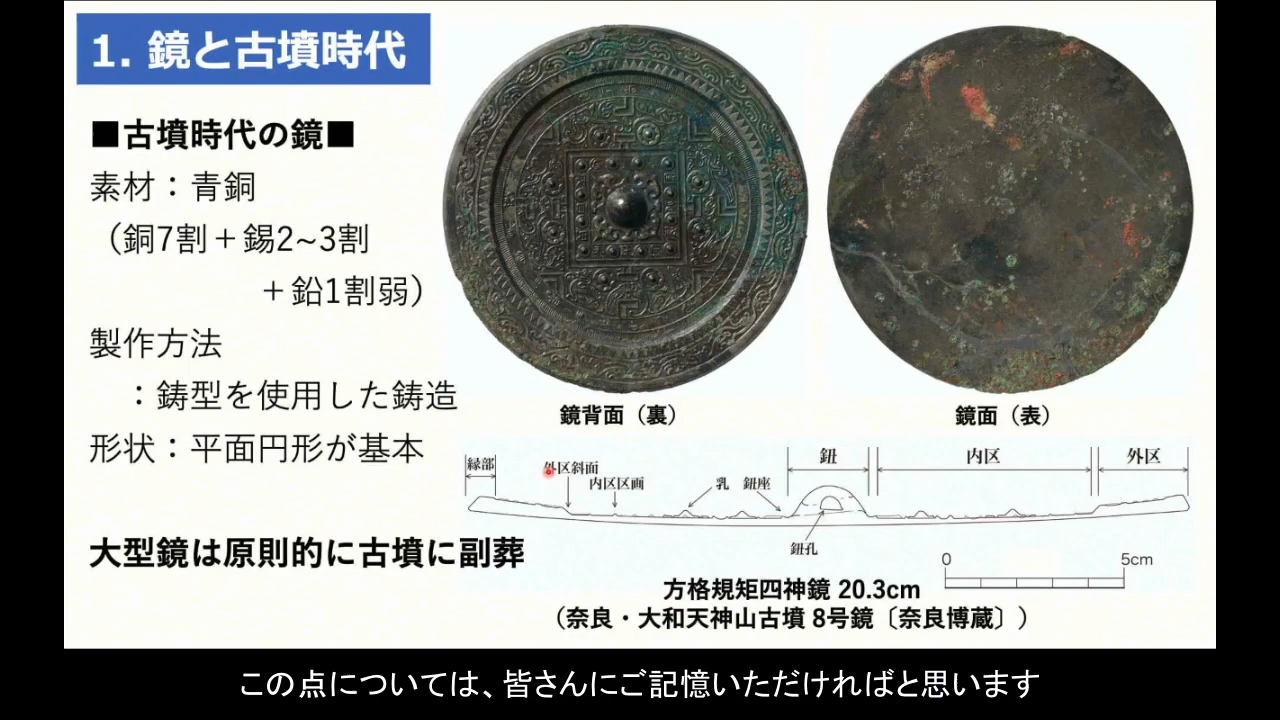 1. 鏡と古墳時代
■古墳時代の鏡■
素材：青銅
（銅7割＋錫2~3割
＋鉛1割弱）
製作方法
：鋳型を使用した鋳造
形状：平面円形が基本
大型鏡は原則的に古墳に副葬
鏡背面（裏）
鏡面（表）
縁部
外区斜面
内区区画
乳
鈕座
鈕
内区
外区
鈕孔
0
5cm
方格規矩四神鏡 20.3cm
（奈良・大和天神山古墳 8号鏡〔奈良博蔵〕）
この点については、皆さんにご記憶いただければと思います